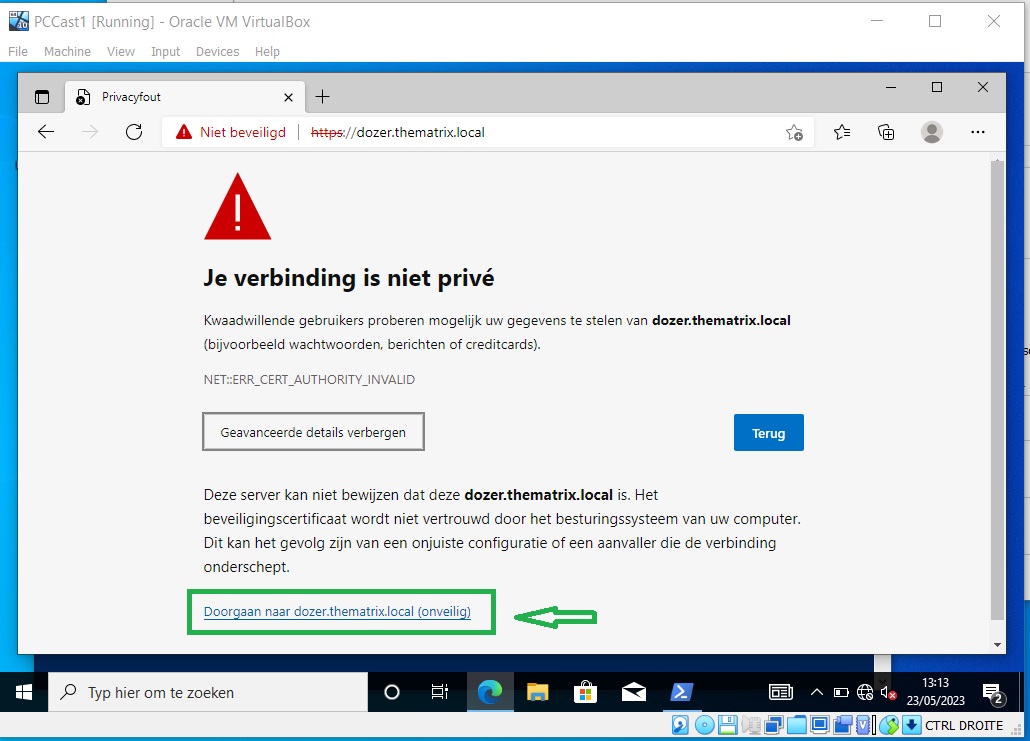 PCCast1 [Running] - Oracle VM VirtualBox
File Machine View Input Devices Help
Privacyfout
Niet beveiligd https://dozer.thematrix.local
Je verbinding is niet privé
Kwaadwillende gebruikers proberen mogelijk uw gegevens te stelen van dozer.thematrix.local
(bijvoorbeeld wachtwoorden, berichten of creditcards).
NET::ERR_CERT_AUTHORITY_INVALID
Geavanceerde details verbergen
Terug
Deze server kan niet bewijzen dat deze dozer.thematrix.local is. Het
beveiligingscertificaat wordt niet vertrouwd door het besturingssysteem van uw computer.
Dit kan het gevolg zijn van een onjuiste configuratie of een aanvaller die de verbinding
onderschept.
Doorgaan naar dozer.thematrix.local (onveilig)
Typ hier om te zoeken
13:13
23/05/2023
2
CTRL DROITE